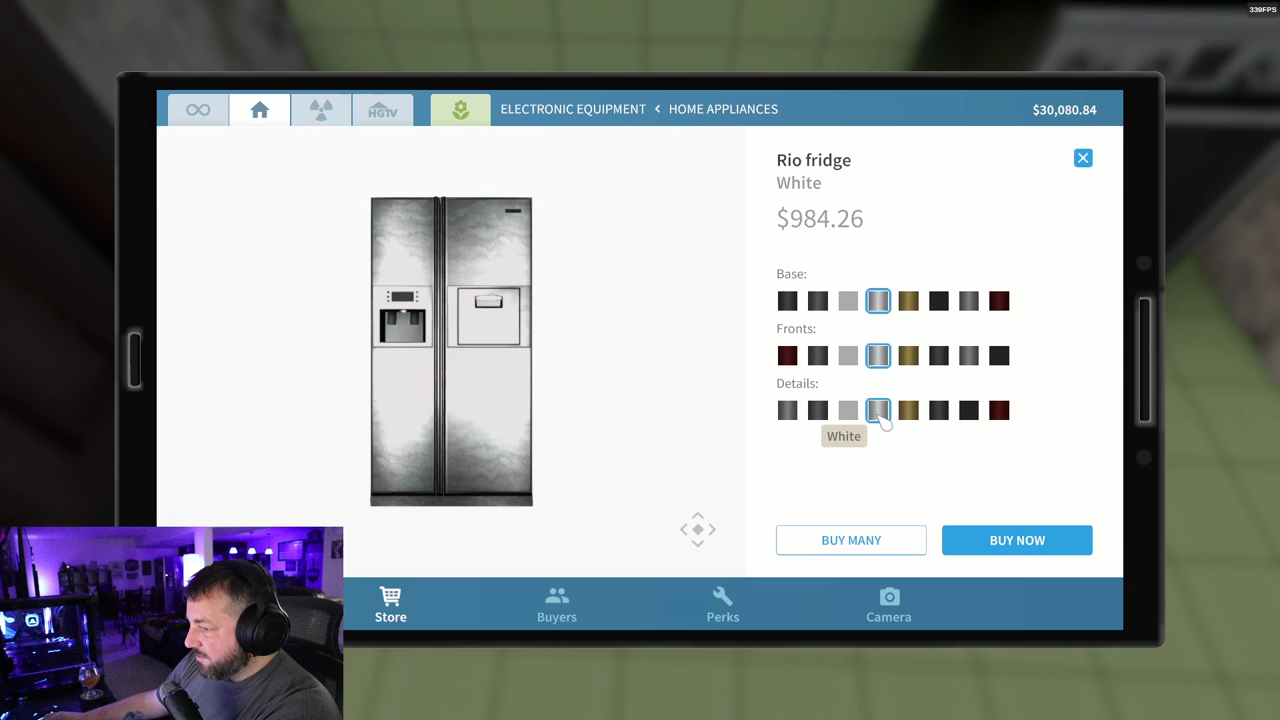 339FPS
HGTV
ELECTRONIC EQUIPMENT < HOME APPLIANCES
$30,080.84
Rio fridge
White
$984.26
Base:
Fronts:
Details:
White
BUY MANY
BUY NOW
Store
Buyers
Perks
Camera